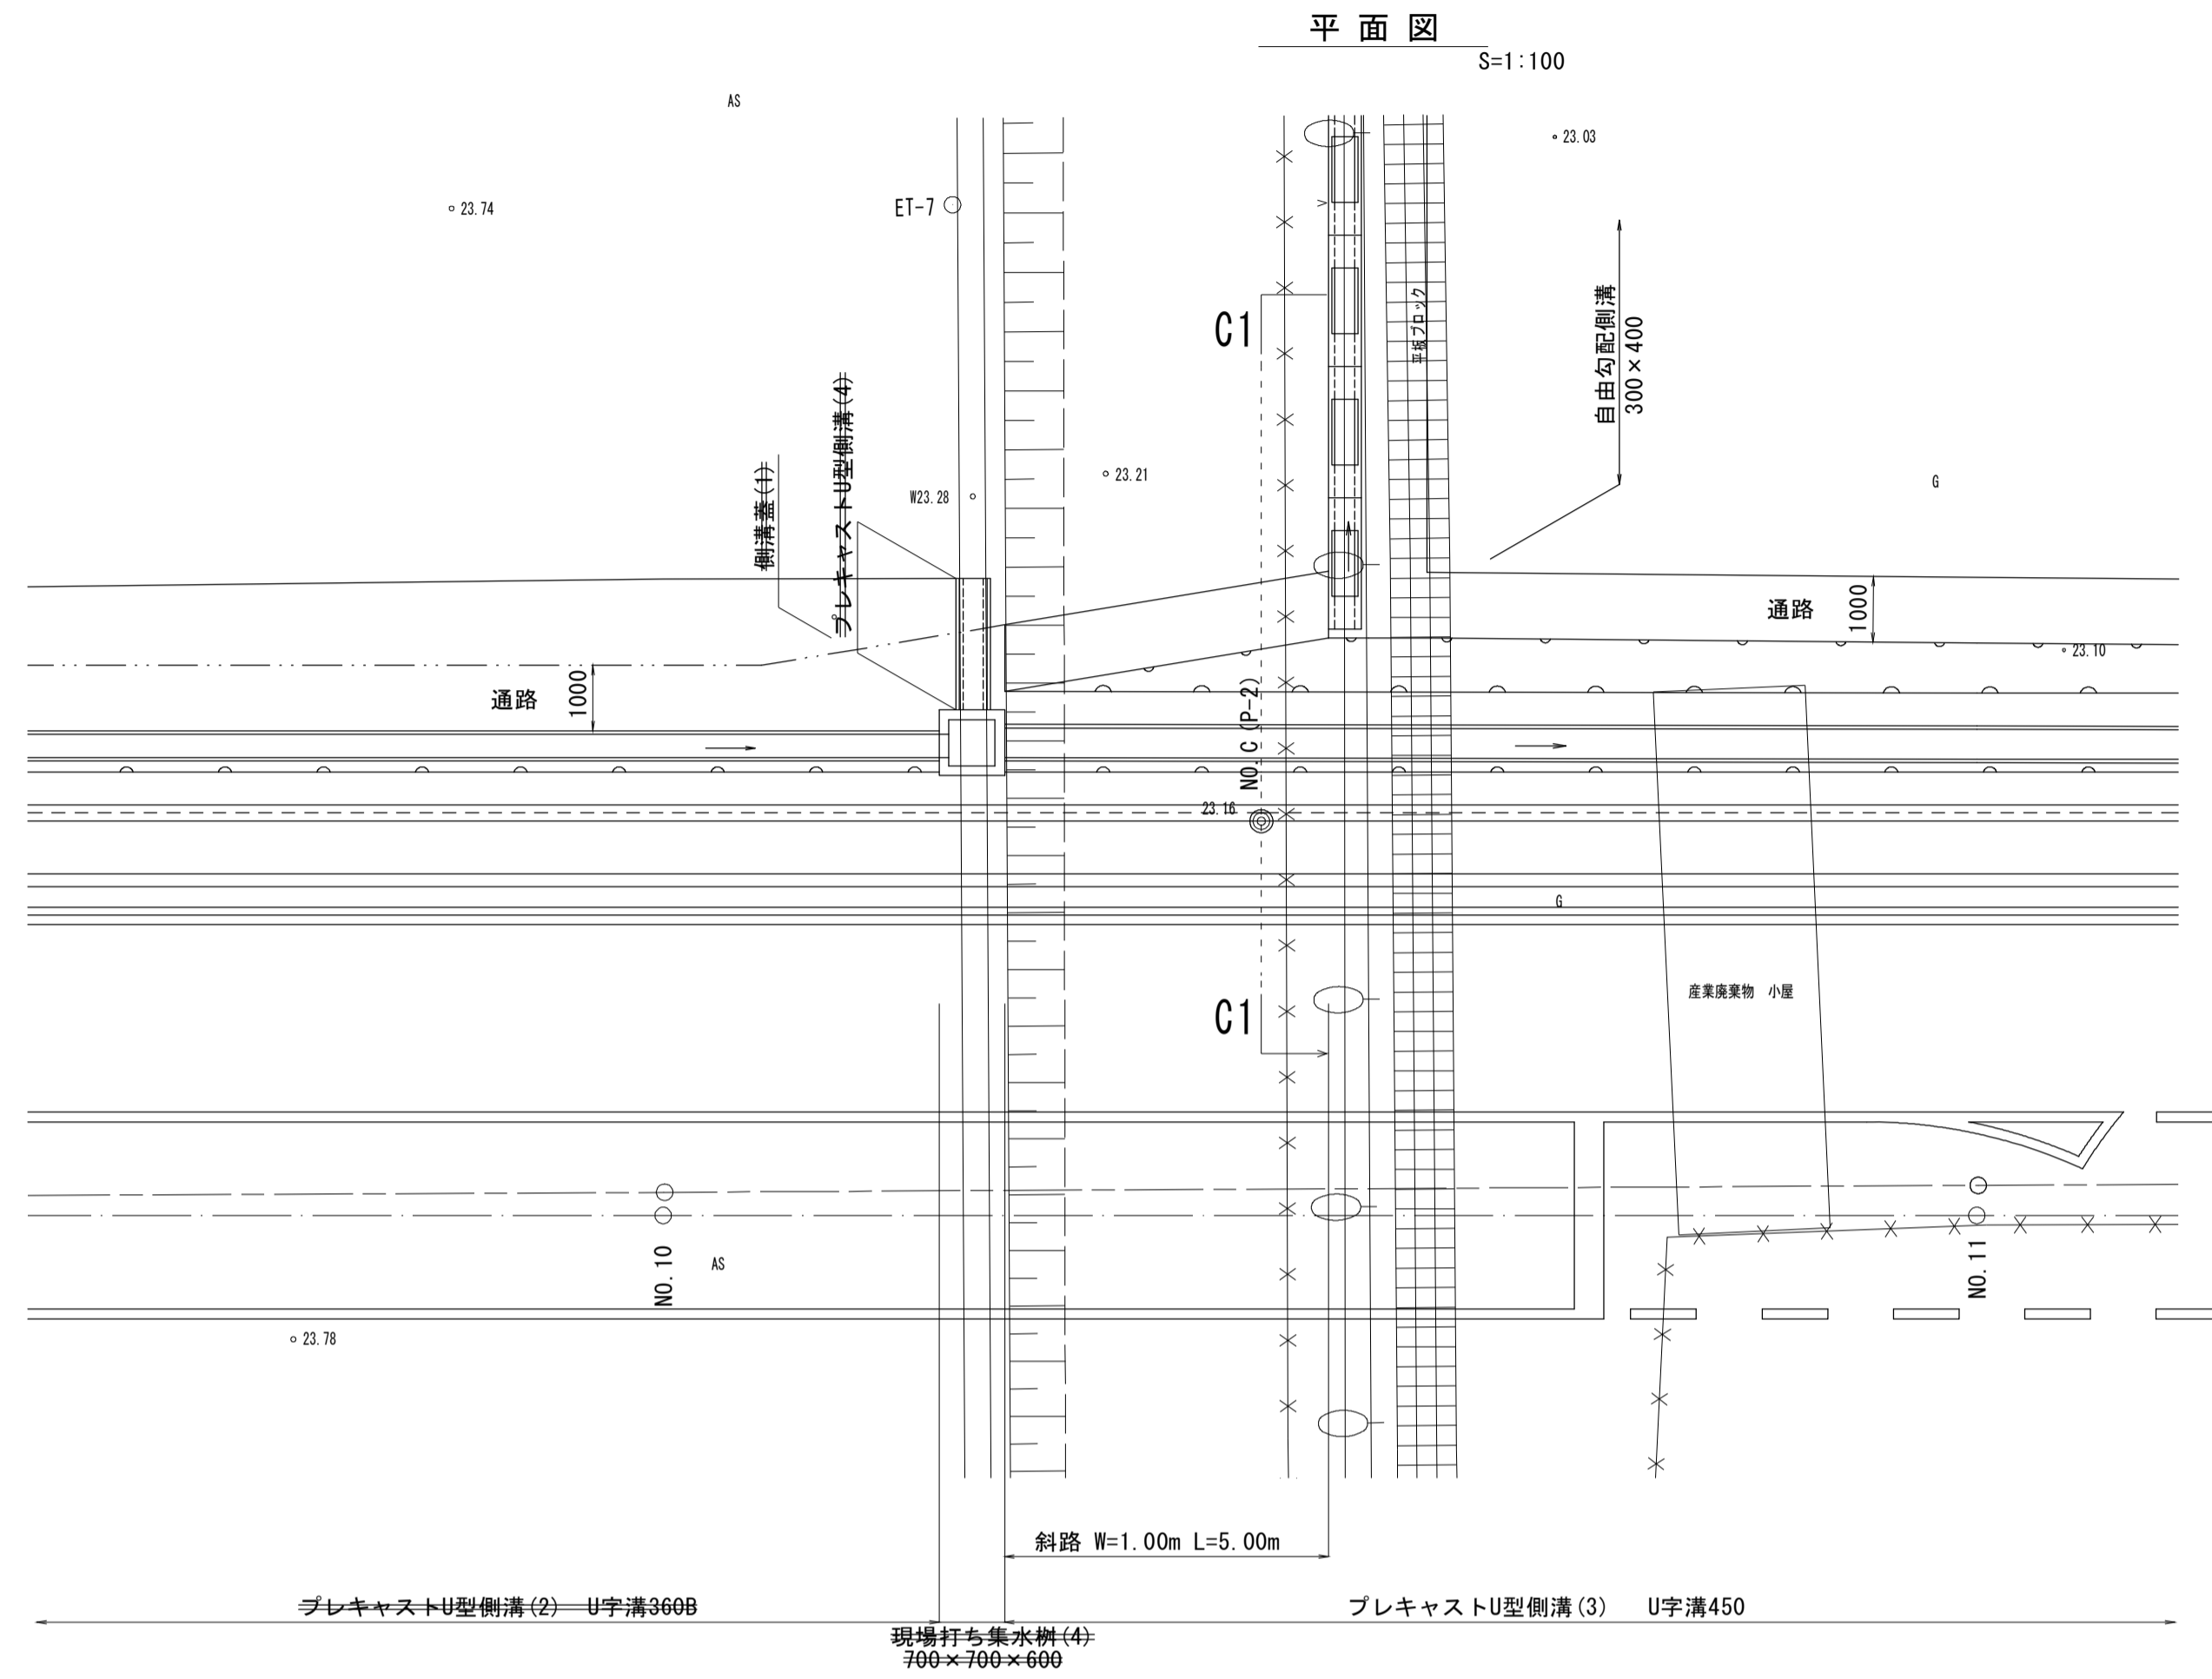 平 面 図
S=1:100
AS
23.03
23.74
ET-7
C1
平板ブロック
自由勾配側溝
300×400
プレキャストU型側溝(4)
側溝蓋(1)
W23.28
23.21
G
通路
1000
通路
1000
23.10
NO.C (P-2)
23.16
G
C1
産業廃棄物 小屋
NO.10
AS
NO.11
23.78
斜路 W=1.00m L=5.00m
プレキャストU型側溝(2) U字溝360B
プレキャストU型側溝(3) U字溝450
現場打ち集水桝(4)
700×700×600